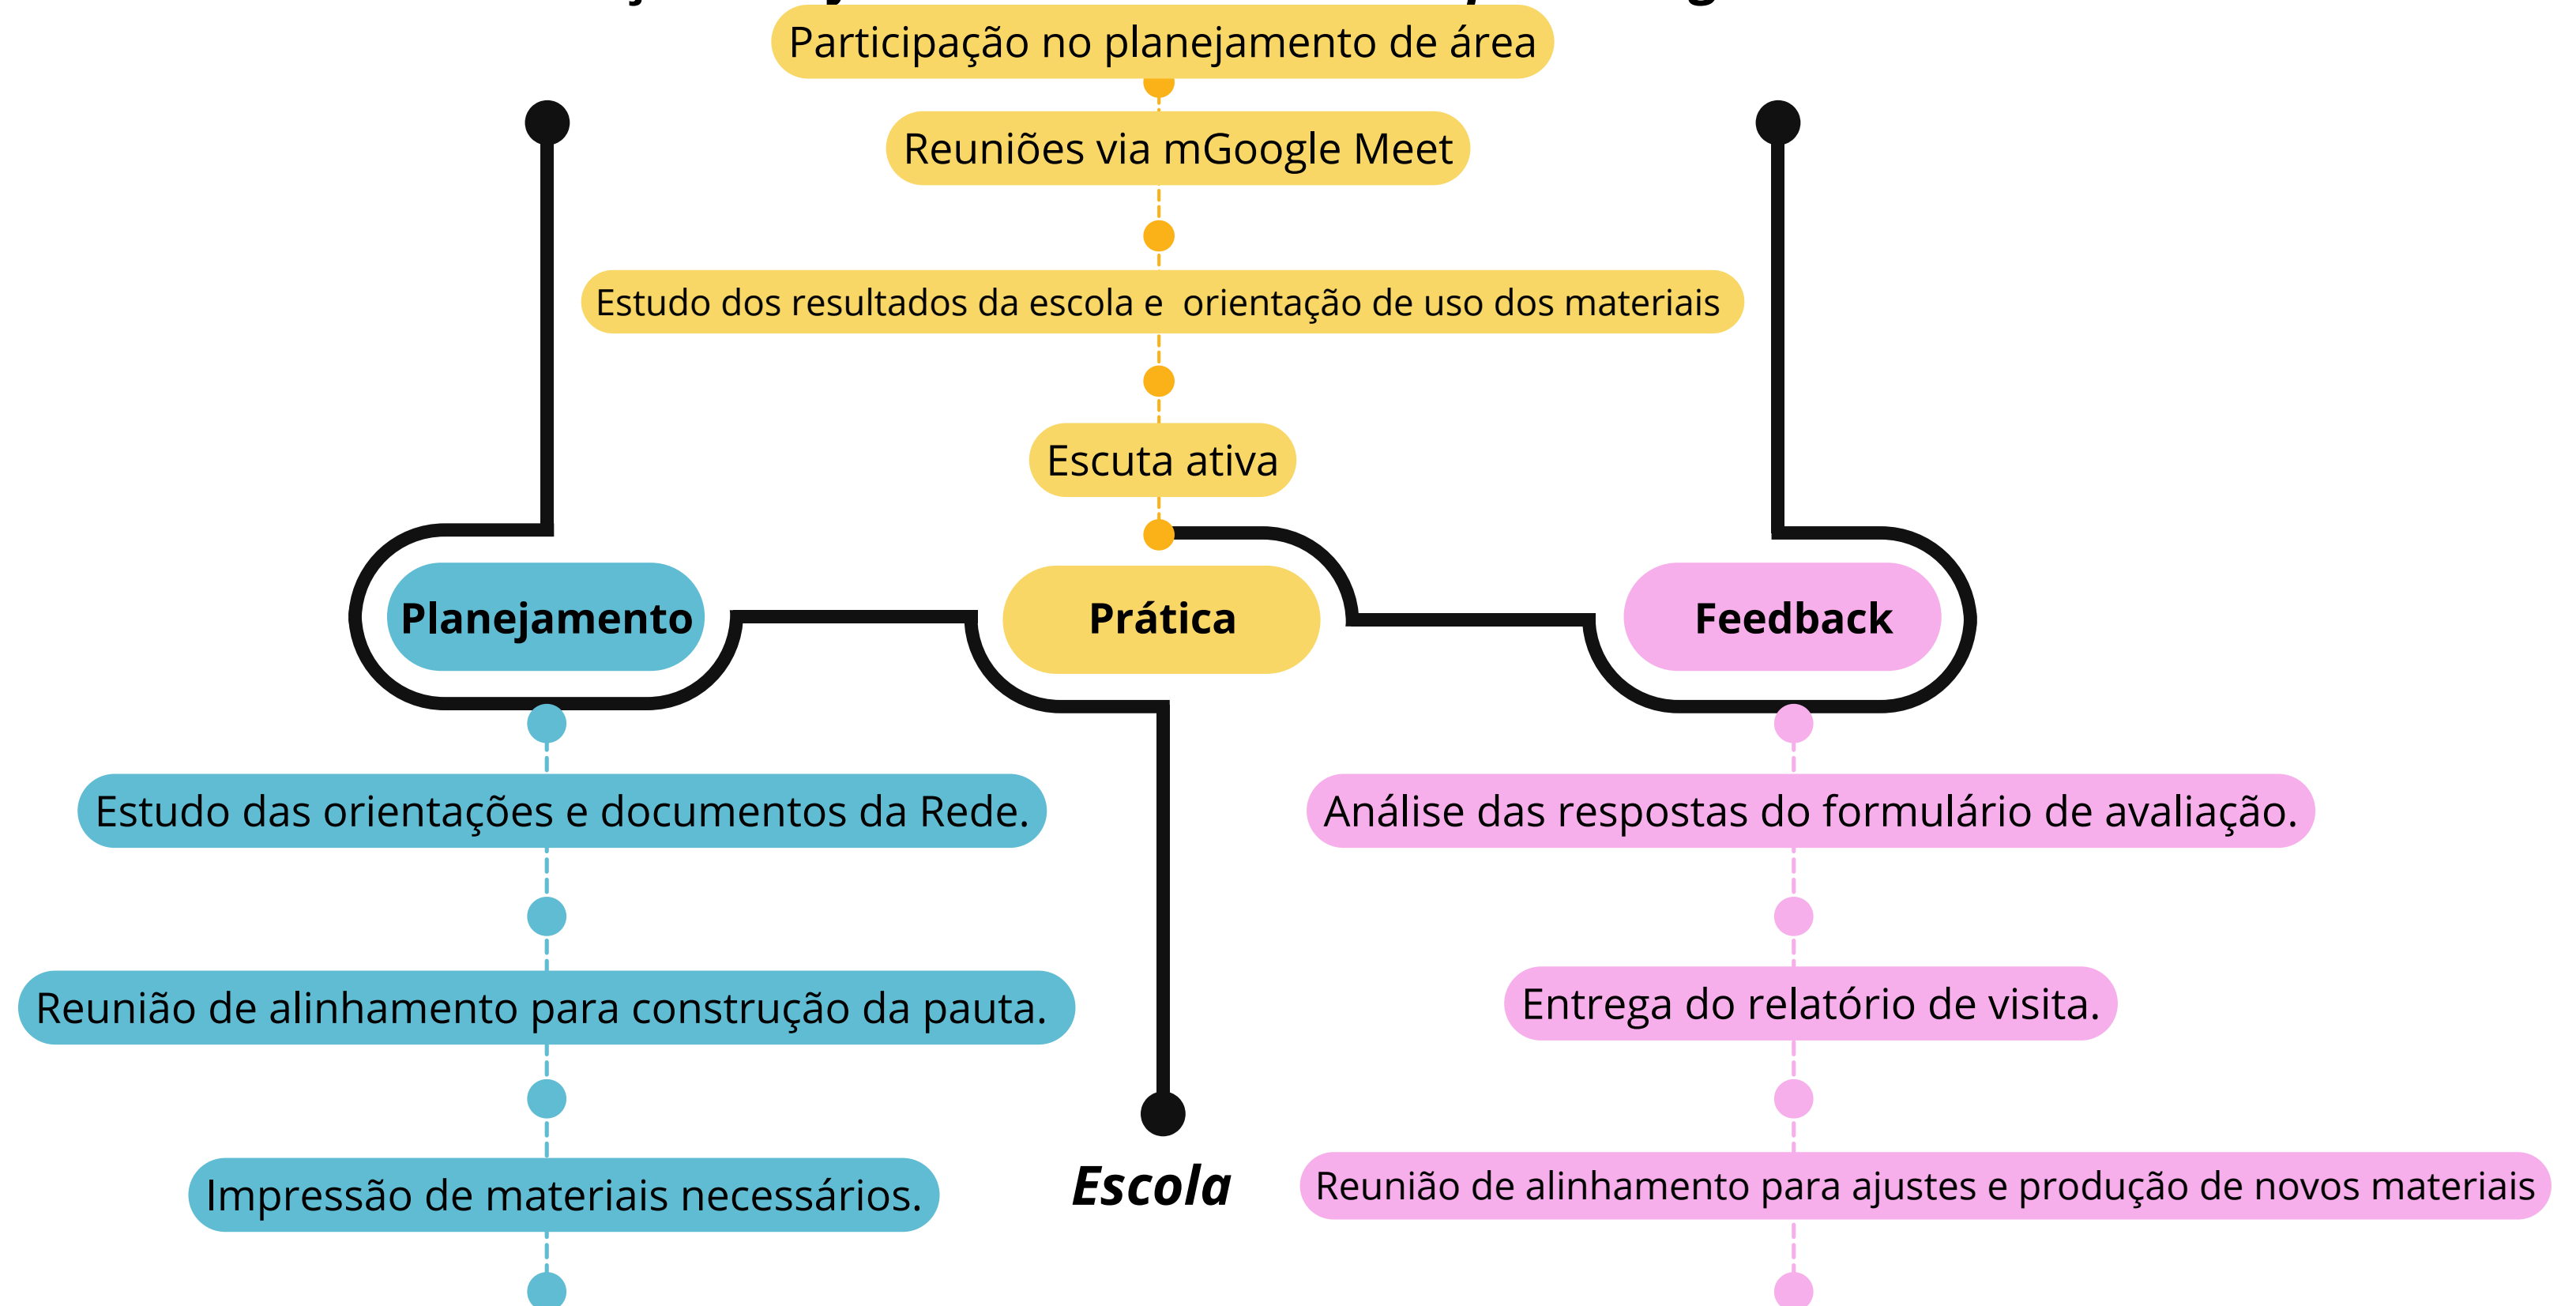 Participação no planejamento de área
Reuniões via mGoogle Meet
Estudo dos resultados da escola e  orientação de uso dos materiais
Escuta ativa
Planejamento
Prática
Feedback
Estudo das orientações e documentos da Rede.
Análise das respostas do formulário de avaliação.
Reunião de alinhamento para construção da pauta.
Entrega do relatório de visita.
Impressão de materiais necessários.
Escola
Reunião de alinhamento para ajustes e produção de novos materiais